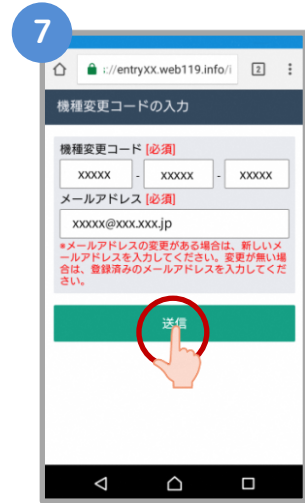 7
://entryXX.web119.info/i
2
機種変更コードの入力
機種変更コード [必須]
xxxxx - xxxxx - xxxxx
メールアドレス [必須]
xxxxx@xxx.xxx.jp
*メールアドレスの変更がある場合は、新しいメ
ールアドレスを入力してください。変更が無い場
合は、登録済みのメールアドレスを入力してくだ
さい。
送信